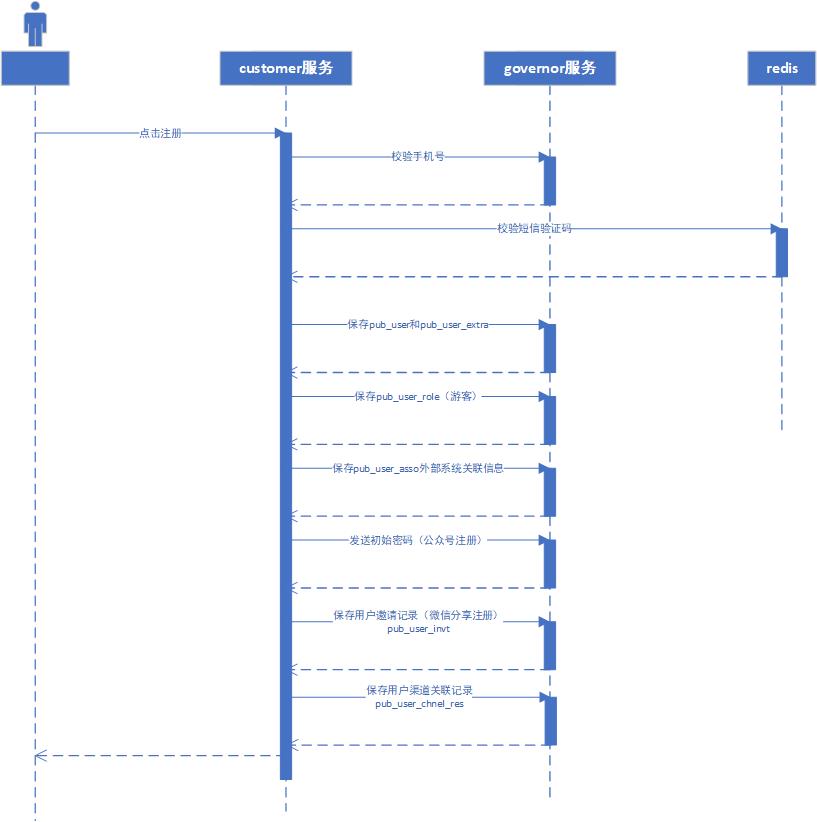 customer服务
governor服务
redis
点击注册
校验手机号
校验短信验证码
保存pub_user和pub_user_extra
保存pub_user_role（游客）
保存pub_user_asso外部系统关联信息
发送初始密码（公众号注册）
保存用户邀请记录（微信分享注册）
pub_user_invt
保存用户渠道关联记录
pub_user_chnel_res